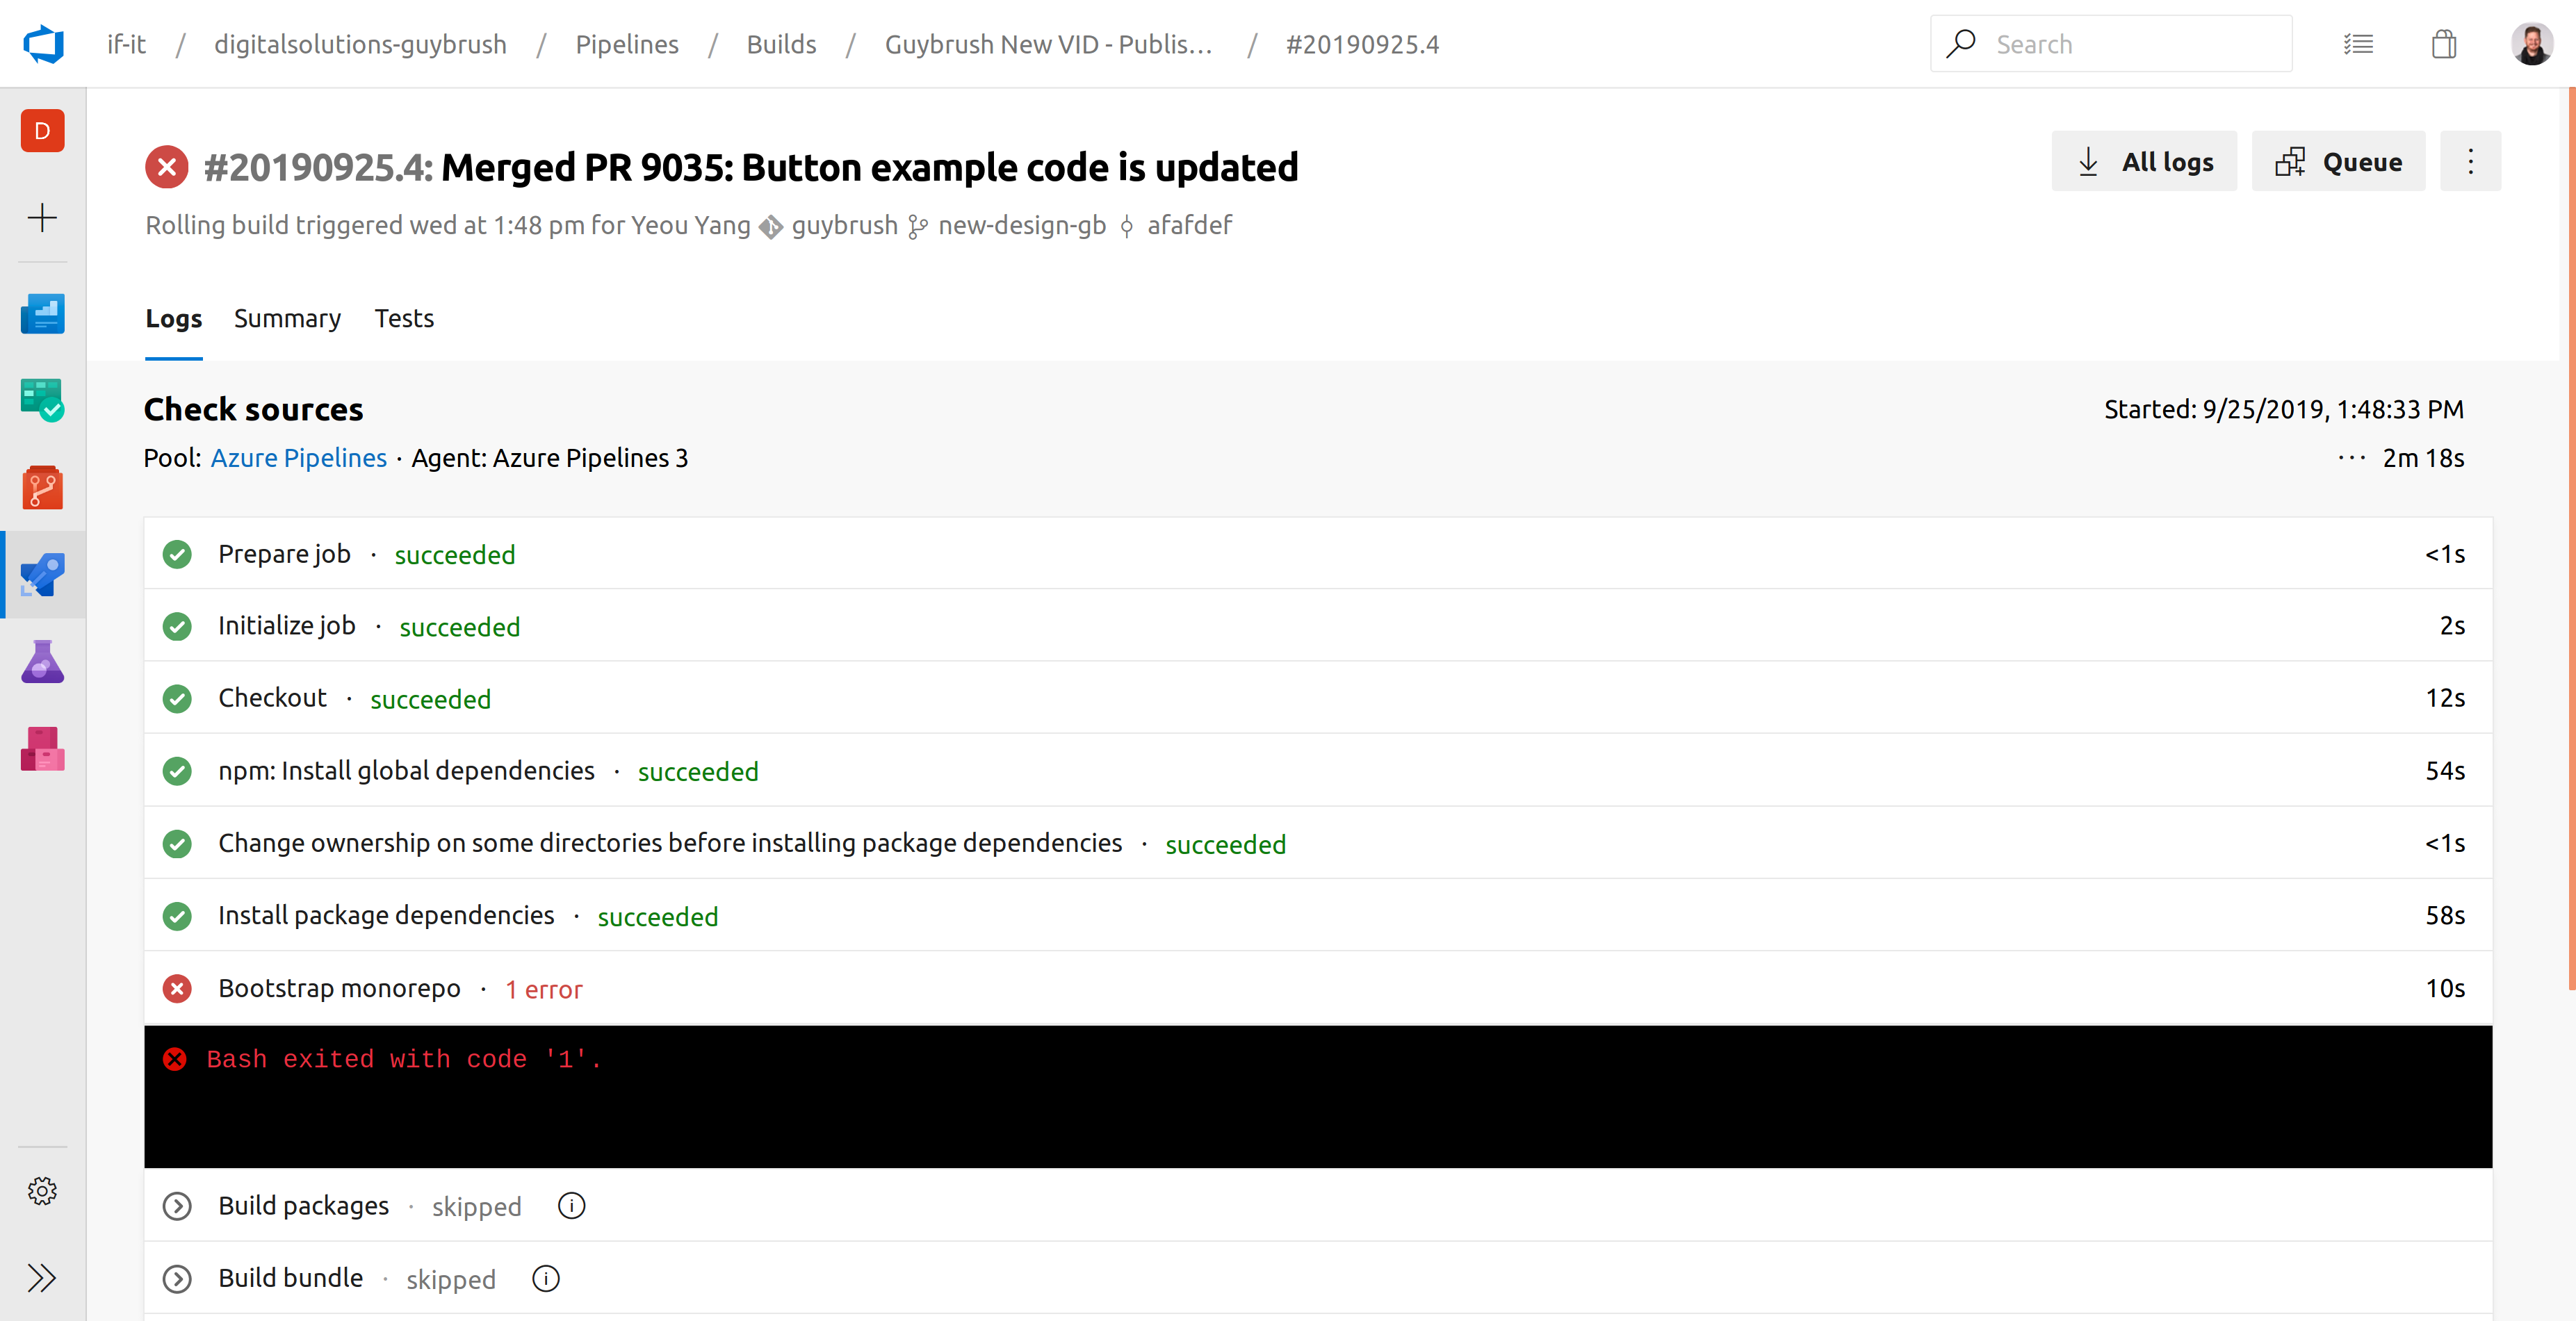 if-it / digitalsolutions-guybrush / Pipelines / Builds / Guybrush New VID - Publis... / #20190925.4
Search
D
#20190925.4: Merged PR 9035: Button example code is updated
All logs
Queue
Rolling build triggered wed at 1:48 pm for Yeou Yang guybrush new-design-gb afafdef
Logs Summary Tests
Check sources
Started: 9/25/2019, 1:48:33 PM
Pool: Azure Pipelines · Agent: Azure Pipelines 3
··· 2m 18s
Prepare job · succeeded <1s
Initialize job · succeeded 2s
Checkout · succeeded 12s
npm: Install global dependencies · succeeded 54s
Change ownership on some directories before installing package dependencies · succeeded <1s
Install package dependencies · succeeded 58s
Bootstrap monorepo · 1 error 10s
Bash exited with code '1'.
Build packages · skipped
Build bundle · skipped